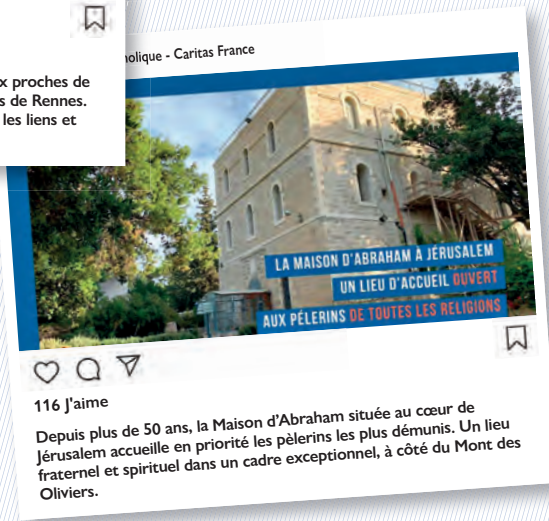 x proches de
s de Rennes.
les liens et
holique - Caritas France
LA MAISON D'ABRAHAM À JÉRUSALEM
UN LIEU D'ACCUEIL OUVERT
AUX PÉLERINS DE TOUTES LES RELIGIONS
116 J'aime
Depuis plus de 50 ans, la Maison d'Abraham située au cœur de
Jérusalem accueille en priorité les pèlerins les plus démunis. Un lieu
fraternel et spirituel dans un cadre exceptionnel, à côté du Mont des
Oliviers.